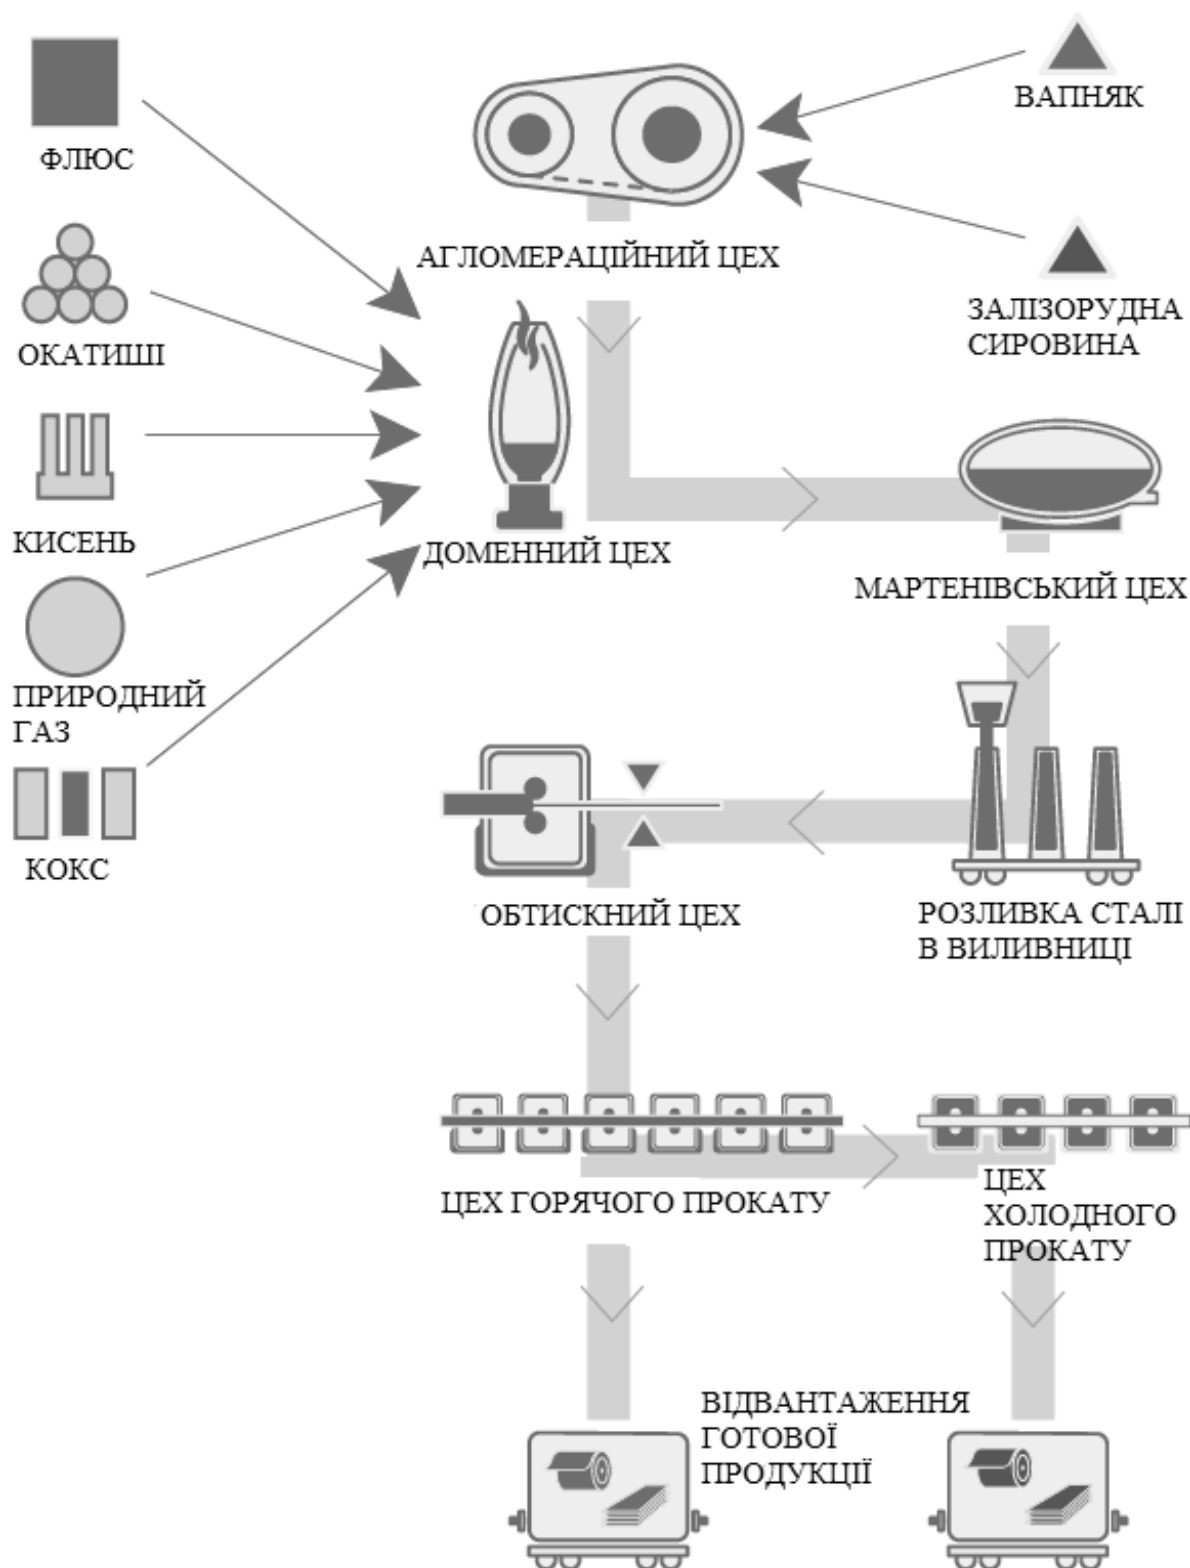 ФЛЮС
ВАПНЯК
АГЛОМЕРАЦІЙНИЙ ЦЕХ
ЗАЛІЗОРУДНА
СИРОВИНА
ОКАТИШІ
КИСЕНЬ
ДОМЕННИЙ ЦЕХ
МАРТЕНІВСЬКИЙ ЦЕХ
ПРИРОДНИЙ
ГАЗ
КОКС
ОБТИСКНИЙ ЦЕХ
РОЗЛИВКА СТАЛІ
В ВИЛИВНИЦІ
ЦЕХ ГОРЯЧОГО ПРОКАТУ
ЦЕХ
ХОЛОДНОГО
ПРОКАТУ
ВІДВАНТАЖЕННЯ
ГОТОВОЇ
ПРОДУКЦІЇ